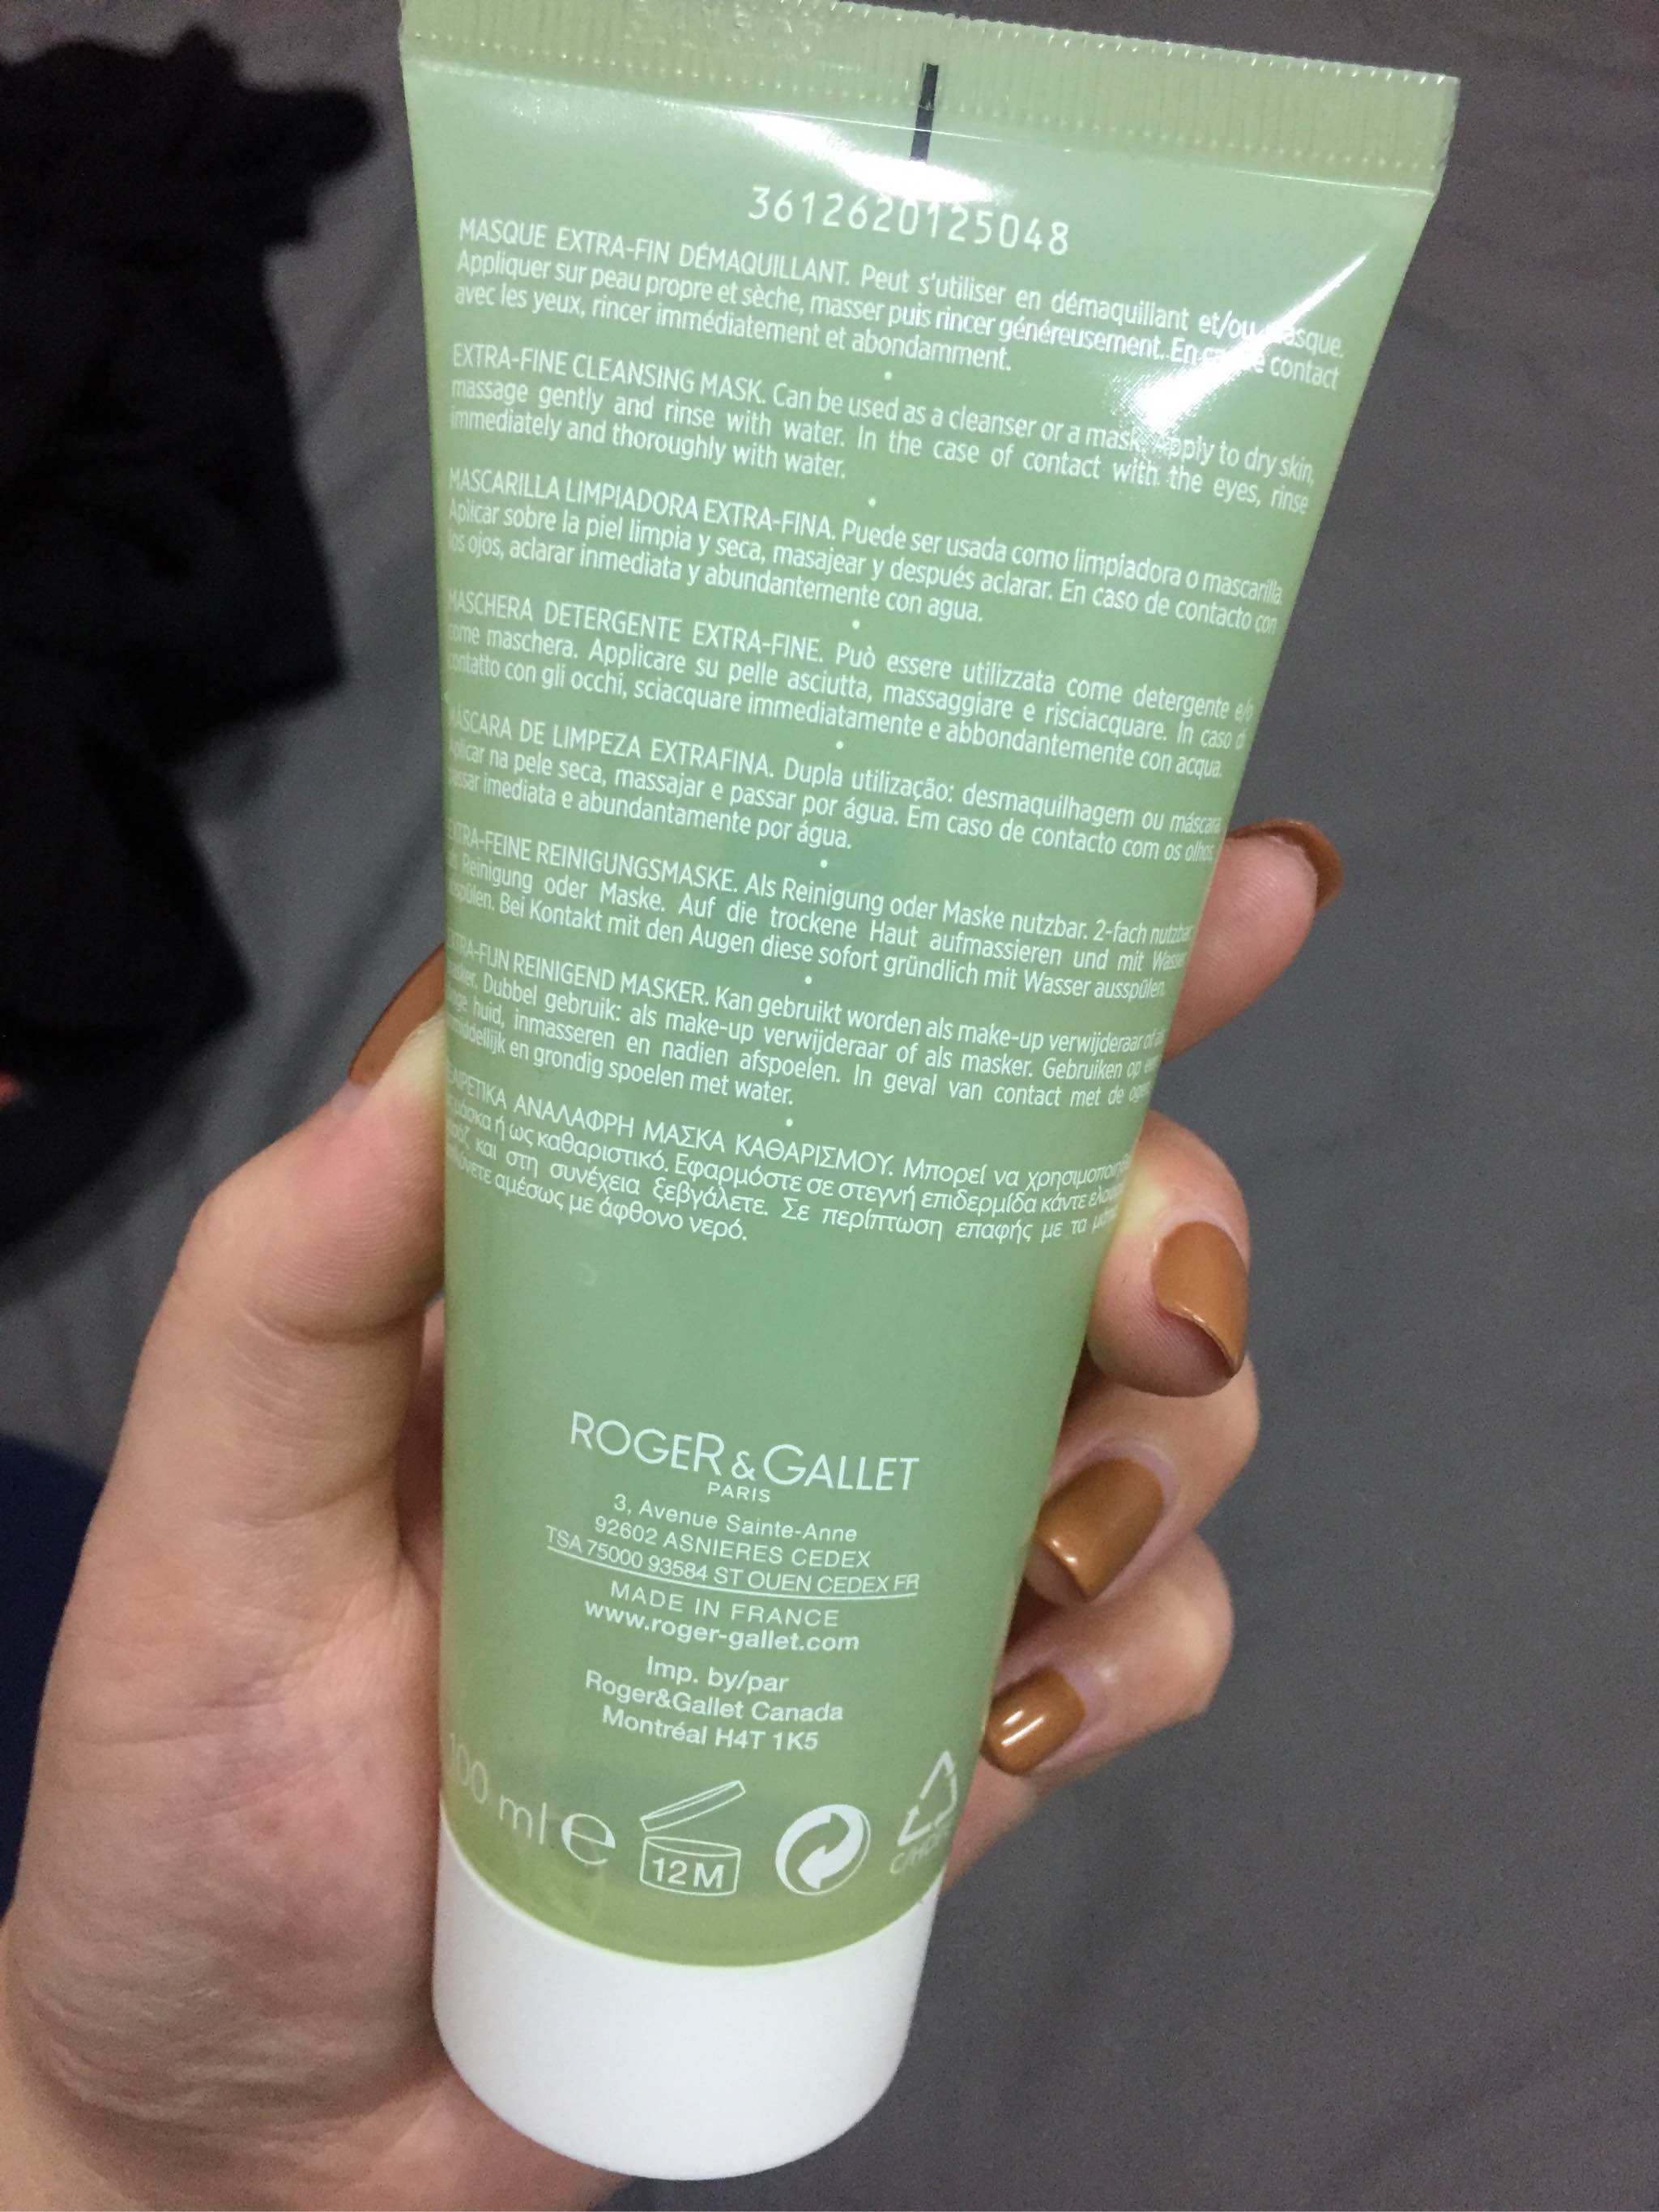 3612620125048
MASQUE EXTRA-FIN DÉMAQUILLANT. Peut s'utiliser en démaquillant et/ou masque.
Appliquer sur peau propre et sèche, masser puis rincer généreusement. En cas de contact
avec les yeux, rincer immédiatement et abondamment.
•
EXTRA-FINE CLEANSING MASK. Can be used as a cleanser or a mask. Apply to dry skin,
massage gently and rinse with water. In the case of contact with the eyes, rinse
immediately and thoroughly with water.
•
MASCARILLA LIMPIADORA EXTRA-FINA. Puede ser usada como limpiadora o mascarilla.
Aplicar sobre la piel limpia y seca, masajear y después aclarar. En caso de contacto con
los ojos, aclarar inmediata y abundantemente con agua.
•
MASCHERA DETERGENTE EXTRA-FINE. Può essere utilizzata come detergente e/o
come maschera. Applicare su pelle asciutta, massaggiare e risciacquare. In caso di
contatto con gli occhi, sciacquare immediatamente e abbondantemente con acqua.
•
MÁSCARA DE LIMPEZA EXTRAFINA. Dupla utilização: desmaquilhagem ou máscara.
Aplicar na pele seca, massajar e passar por água. Em caso de contacto com os olhos,
passar imediata e abundantamente por água.
•
EXTRA-FEINE REINIGUNGSMASKE. Als Reinigung oder Maske nutzbar. 2-fach nutzbar:
Reinigung oder Maske. Auf die trockene Haut aufmassieren und mit Wasser
Bei Kontakt mit den Augen diese sofort gründlich mit Wasser ausspülen.
•
EXTRA-FIJN REINIGEND MASKER. Kan gebruikt worden als make-up verwijderaar of als
masker. Dubbel gebruik: als make-up verwijderaar of als masker. Gebruiken op
huid, inmasseren en nadien afspoelen. In geval van contact met de ogen,
en grondig spoelen met water.
•
ΕΞΑΙΡΕΤΙΚΑ ΑΝΑΛΑΦΡΗ ΜΑΣΚΑ ΚΑΘΑΡΙΣΜΟΥ. Μπορεί να
μάσκα ή ως καθαριστικό. Εφαρμόστε σε στεγνή επιδερμίδα κάντε
και στη συνέχεια ξεβγάλετε. Σε περίπτωση επαφής με τα
αμέσως με άφθονο νερό.
ROGER & GALLET
PARIS
3, Avenue Sainte-Anne
92602 ASNIERES CEDEX
TSA 75000 93584 ST OUEN CEDEX FR
MADE IN FRANCE
www.roger-gallet.com
Imp. by/par
Roger&Gallet Canada
Montréal H4T 1K5
100 ml e
12 M